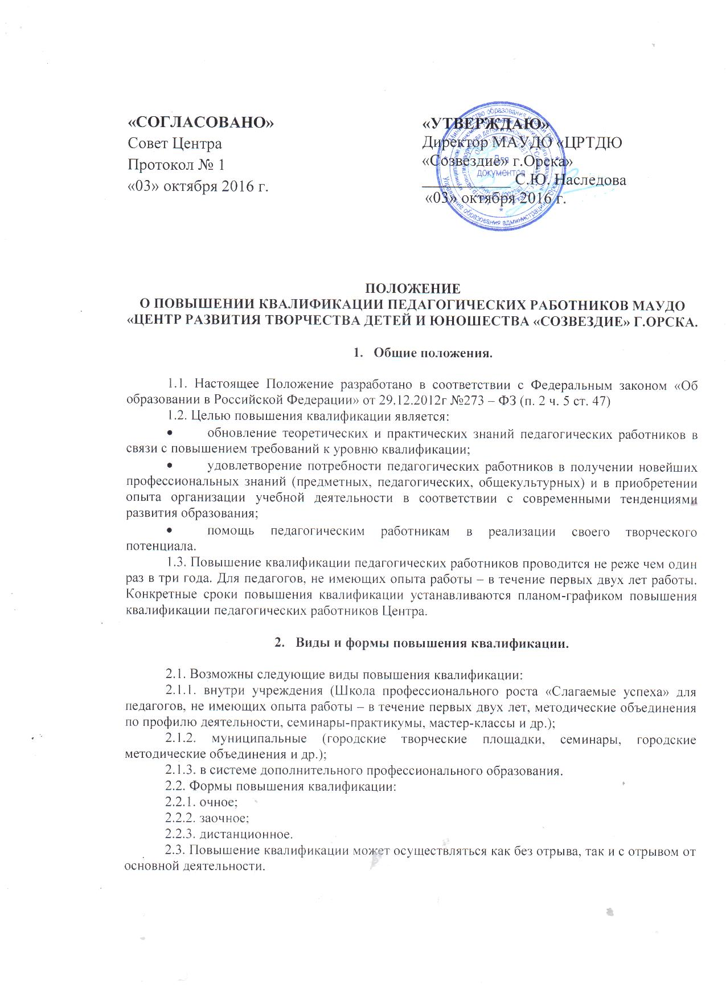 «СОГЛАСОВАНО»
Совет Центра
Протокол № 1
«03» октября 2016 г.
«УТВЕРЖДАЮ»
Директор МАУДО «ЦРТДЮ
«Созвездие» г.Орска»
____________ С.Ю. Наследова
«03» октября 2016 г.
Для
документов
Министерство образования и науки РФ
Управление образования администрации г. Орска
ПОЛОЖЕНИЕ
О ПОВЫШЕНИИ КВАЛИФИКАЦИИ ПЕДАГОГИЧЕСКИХ РАБОТНИКОВ МАУДО
«ЦЕНТР РАЗВИТИЯ ТВОРЧЕСТВА ДЕТЕЙ И ЮНОШЕСТВА «СОЗВЕЗДИЕ» Г.ОРСКА.
1. Общие положения.
1.1. Настоящее Положение разработано в соответствии с Федеральным законом «Об
образовании в Российской Федерации» от 29.12.2012г №273 – ФЗ (п. 2 ч. 5 ст. 47)
1.2. Целью повышения квалификации является:
• обновление теоретических и практических знаний педагогических работников в
связи с повышением требований к уровню квалификации;
• удовлетворение потребности педагогических работников в получении новейших
профессиональных знаний (предметных, педагогических, общекультурных) и в приобретении
опыта организации учебной деятельности в соответствии с современными тенденциями
развития образования;
• помощь педагогическим работникам в реализации своего творческого
потенциала.
1.3. Повышение квалификации педагогических работников проводится не реже чем один
раз в три года. Для педагогов, не имеющих опыта работы – в течение первых двух лет работы.
Конкретные сроки повышения квалификации устанавливаются планом-графиком повышения
квалификации педагогических работников Центра.
2. Виды и формы повышения квалификации.
2.1. Возможны следующие виды повышения квалификации:
2.1.1. внутри учреждения (Школа профессионального роста «Слагаемые успеха» для
педагогов, не имеющих опыта работы – в течение первых двух лет, методические объединения
по профилю деятельности, семинары-практикумы, мастер-классы и др.);
2.1.2. муниципальные (городские творческие площадки, семинары, городские
методические объединения и др.);
2.1.3. в системе дополнительного профессионального образования.
2.2. Формы повышения квалификации:
2.2.1. очное;
2.2.2. заочное;
2.2.3. дистанционное.
2.3. Повышение квалификации может осуществляться как без отрыва, так и с отрывом от
основной деятельности.